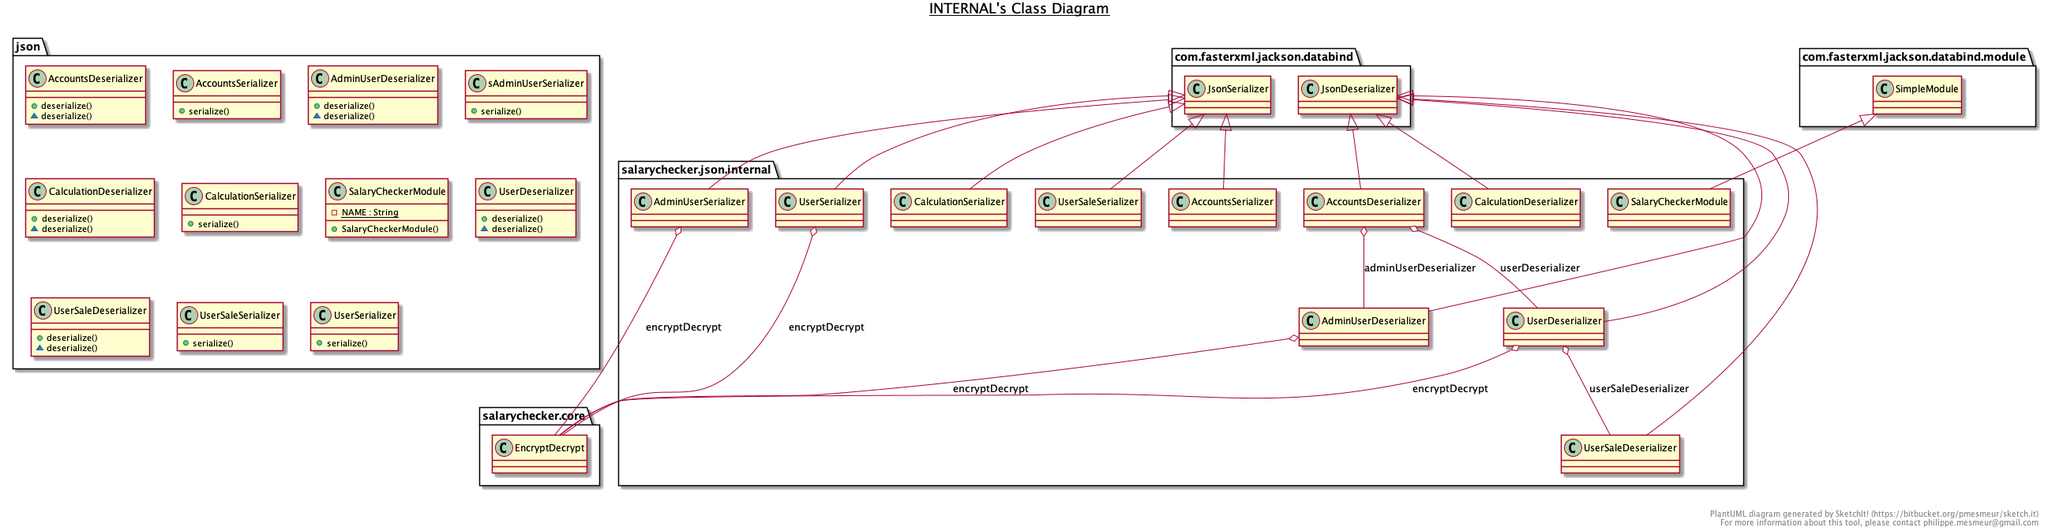 INTERNAL's Class Diagram
json
C AccountsDeserializer
deserialize()
deserialize()
C AccountsSerializer
serialize()
C AdminUserDeserializer
deserialize()
deserialize()
C sAdminUserSerializer
serialize()
C CalculationDeserializer
deserialize()
deserialize()
C CalculationSerializer
serialize()
C SalaryCheckerModule
NAME : String
SalaryCheckerModule()
C UserDeserializer
deserialize()
deserialize()
C UserSaleDeserializer
deserialize()
deserialize()
C UserSaleSerializer
serialize()
C UserSerializer
serialize()
com.fasterxml.jackson.databind
C JsonSerializer
C JsonDeserializer
com.fasterxml.jackson.databind.module
C SimpleModule
salarychecker.json.internal
C AdminUserSerializer
C UserSerializer
C CalculationSerializer
C UserSaleSerializer
C AccountsSerializer
C AccountsDeserializer
C CalculationDeserializer
C SalaryCheckerModule
adminUserDeserializer
userDeserializer
C AdminUserDeserializer
C UserDeserializer
encryptDecrypt
encryptDecrypt
encryptDecrypt
encryptDecrypt
userSaleDeserializer
salarychecker.core
C EncryptDecrypt
C UserSaleDeserializer
PlantUML diagram generated by SketchIt! (https://bitbucket.org/pmesmeur/sketch.it)
For more information about this tool, please contact philippe.mesmeur@gmail.com